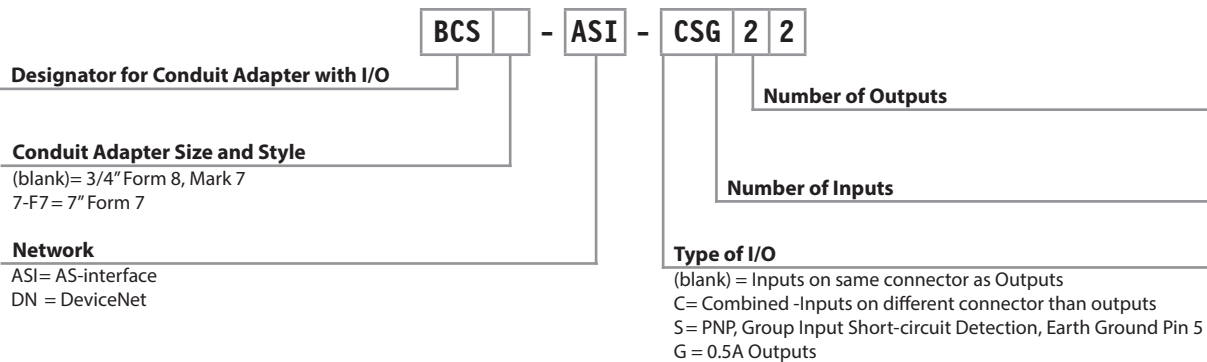 BCS - ASI - CSG 2 2
Designator for Conduit Adapter with I/O
Number of Outputs
Conduit Adapter Size and Style
(blank)= 3/4" Form 8, Mark 7
7-F7= 7" Form 7
Number of Inputs
Network
ASI= AS-interface
DN = DeviceNet
Type of I/O
(blank) = Inputs on same connector as Outputs
C= Combined -Inputs on different connector than outputs
S= PNP, Group Input Short-circuit Detection, Earth Ground Pin 5
G = 0.5A Outputs